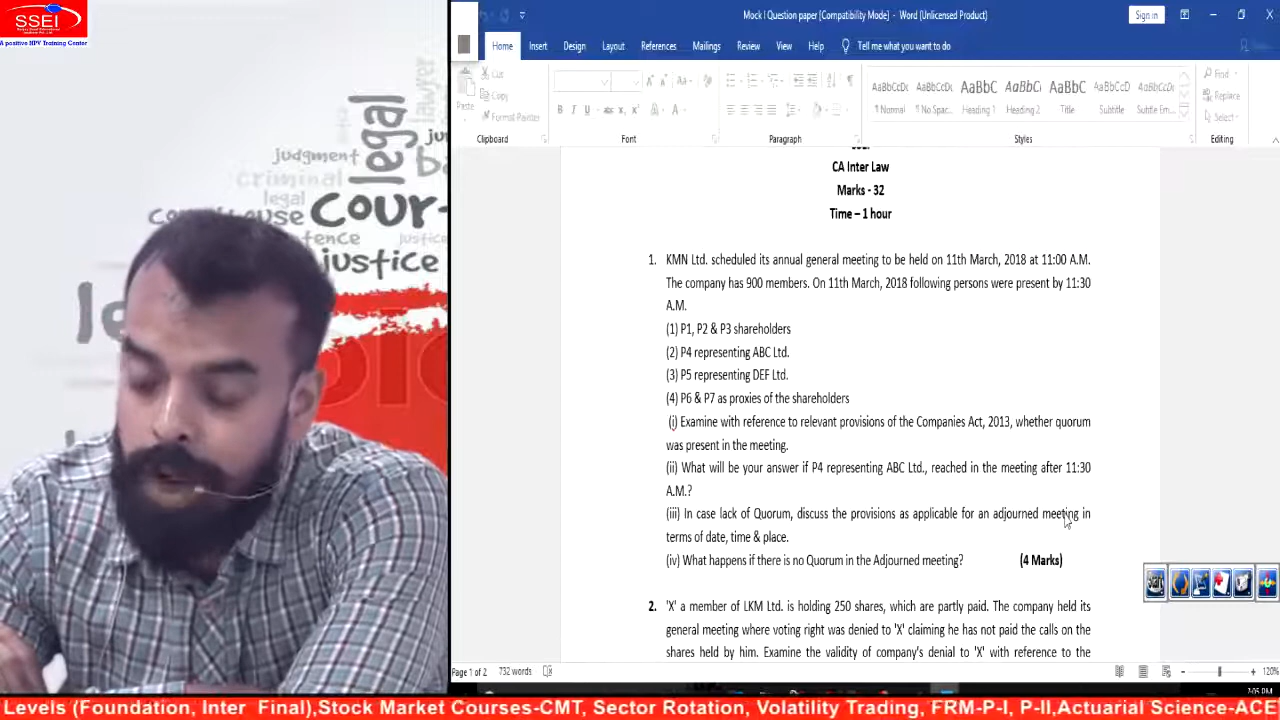 SSEI
A positive HPV Training Center
lawyer
legal
judgment
criminal
legal
cour-
justice
Mock I Question paper [Compatibility Mode] - Word (Unlicensed Product)
Sign in
Home Insert Design Layout References Mailings Review View Help Tell me what you want to do
Cut
Copy
Format Painter
Paste
Clipboard
Font
Paragraph
AaBbCcDc AaBbCcDc AaBbC AaBbCc AaBbC AaBbCcD AaBbCcDc
¶ Normal ¶ No Spac... Heading 1 Heading 2 Title Subtitle Subtle Em...
Styles
Find
Replace
Select
Editing
CA Inter Law
Marks - 32
Time – 1 hour
1. KMN Ltd. scheduled its annual general meeting to be held on 11th March, 2018 at 11:00 A.M.
The company has 900 members. On 11th March, 2018 following persons were present by 11:30
A.M.
(1) P1, P2 & P3 shareholders
(2) P4 representing ABC Ltd.
(3) P5 representing DEF Ltd.
(4) P6 & P7 as proxies of the shareholders
(i) Examine with reference to relevant provisions of the Companies Act, 2013, whether quorum
was present in the meeting.
(ii) What will be your answer if P4 representing ABC Ltd., reached in the meeting after 11:30
A.M.?
(iii) In case lack of Quorum, discuss the provisions as applicable for an adjourned meeting in
terms of date, time & place.
(iv) What happens if there is no Quorum in the Adjourned meeting? (4 Marks)
2. 'X' a member of LKM Ltd. is holding 250 shares, which are partly paid. The company held its
general meeting where voting right was denied to 'X' claiming he has not paid the calls on the
shares held by him. Examine the validity of company's denial to 'X' with reference to the
Page 1 of 2 732 words
120%
Levels (Foundation, Inter Final),Stock Market Courses-CMT, Sector Rotation, Volatility Trading, FRM-P-I, P-II,Actuarial Science-ACE